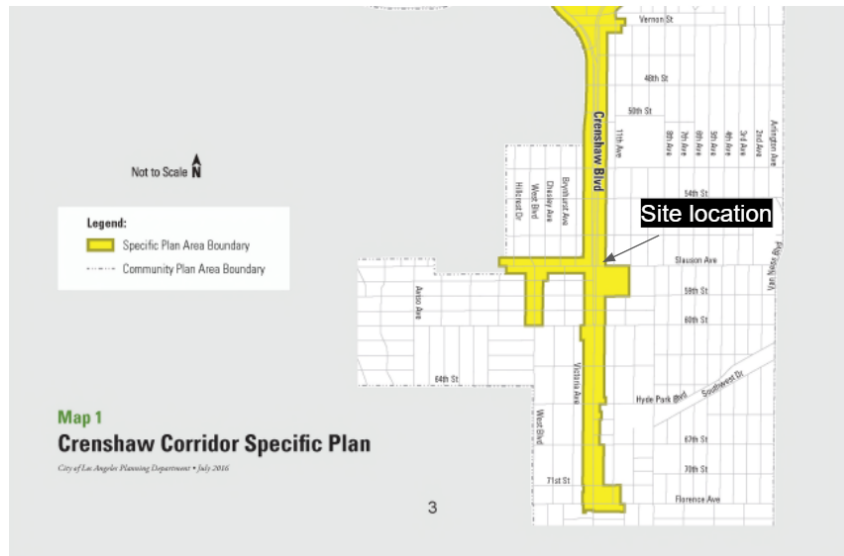 Vernon St
48th St
50th St
Crenshaw Blvd
11th Ave
8th Ave
7th Ave
6th Ave
5th Ave
4th Ave
3rd Ave
2nd Ave
Arlington Ave
Not to Scale N
Hillcrest Dr
West Blvd
Chesley Ave
Brynhurst Ave
54th St
Site location
Legend:
Specific Plan Area Boundary
Community Plan Area Boundary
Slauson Ave
Van Ness Blvd
59th St
Aviso Ave
60th St
64th St
Victoria Ave
Hyde Park Blvd
Southwest Dr
Map 1
West Blvd
Crenshaw Corridor Specific Plan
67th St
City of Los Angeles Planning Department • July 2016
70th St
71st St
Florence Ave
3